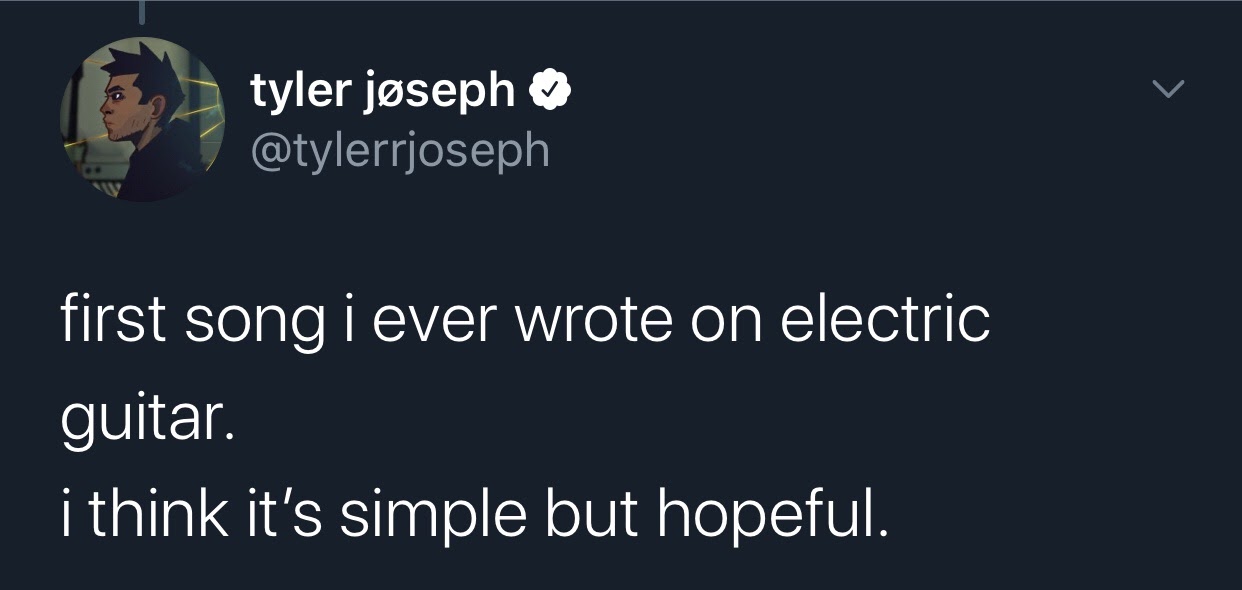 tyler jøseph
@tylerrjoseph
first song i ever wrote on electric
guitar.
i think it’s simple but hopeful.